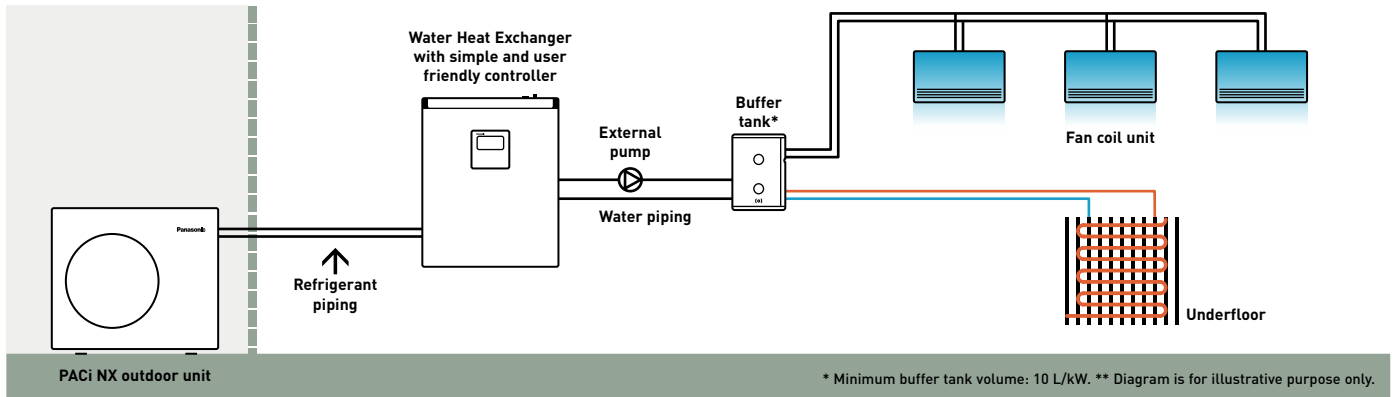 Water Heat Exchanger
with simple and user
friendly controller
Buffer
tank*
External
pump
Fan coil unit
Water piping
Panasonic
Refrigerant
piping
Underfloor
PACi NX outdoor unit
* Minimum buffer tank volume: 10 L/kW. ** Diagram is for illustrative purpose only.